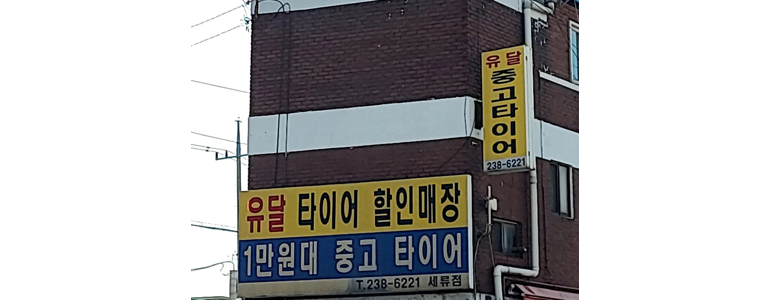 유달
중고타이어
238-6221
유달 타이어 할인매장
1만원대 중고 타이어
T.238-6221 세류점